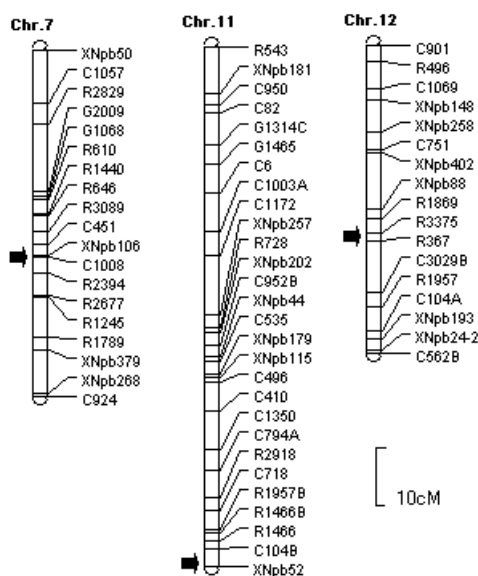 Chr.7
XNpb50
C1057
R2829
G2009
G1068
R610
R1440
R646
R3089
C451
XNpb106
C1008
R2394
R2677
R1245
R1789
XNpb379
XNpb268
C924
Chr.11
R543
XNpb181
C950
C82
G1314C
G1465
C6
C1003A
C1172
XNpb257
R728
XNpb202
C952B
XNpb44
C535
XNpb179
XNpb115
C496
C410
C1350
C794A
R2918
C718
R1957B
R1466B
R1466
C104B
XNpb52
Chr.12
C901
R496
C1069
XNpb148
XNpb258
C751
XNpb402
XNpb88
R1869
R3375
R367
C3029B
R1957
C104A
XNpb193
XNpb24-2
C562B
10cM